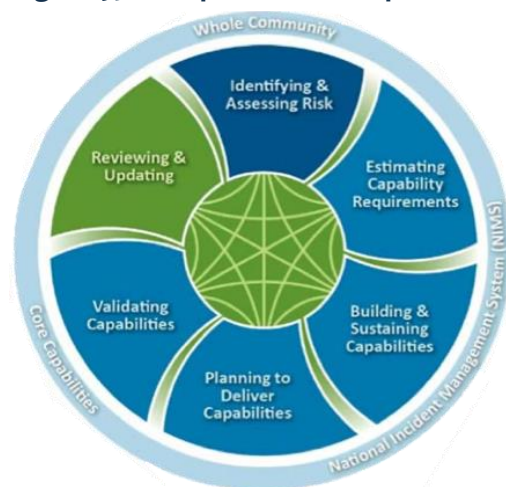 Whole Community
Identifying &
Assessing Risk
Estimating
Capability
Requirements
Building &
Sustaining
Capabilities
Planning to
Deliver
Capabilities
Validating
Capabilities
Reviewing &
Updating
National Incident Management System (NIMS)
Core Capabilities